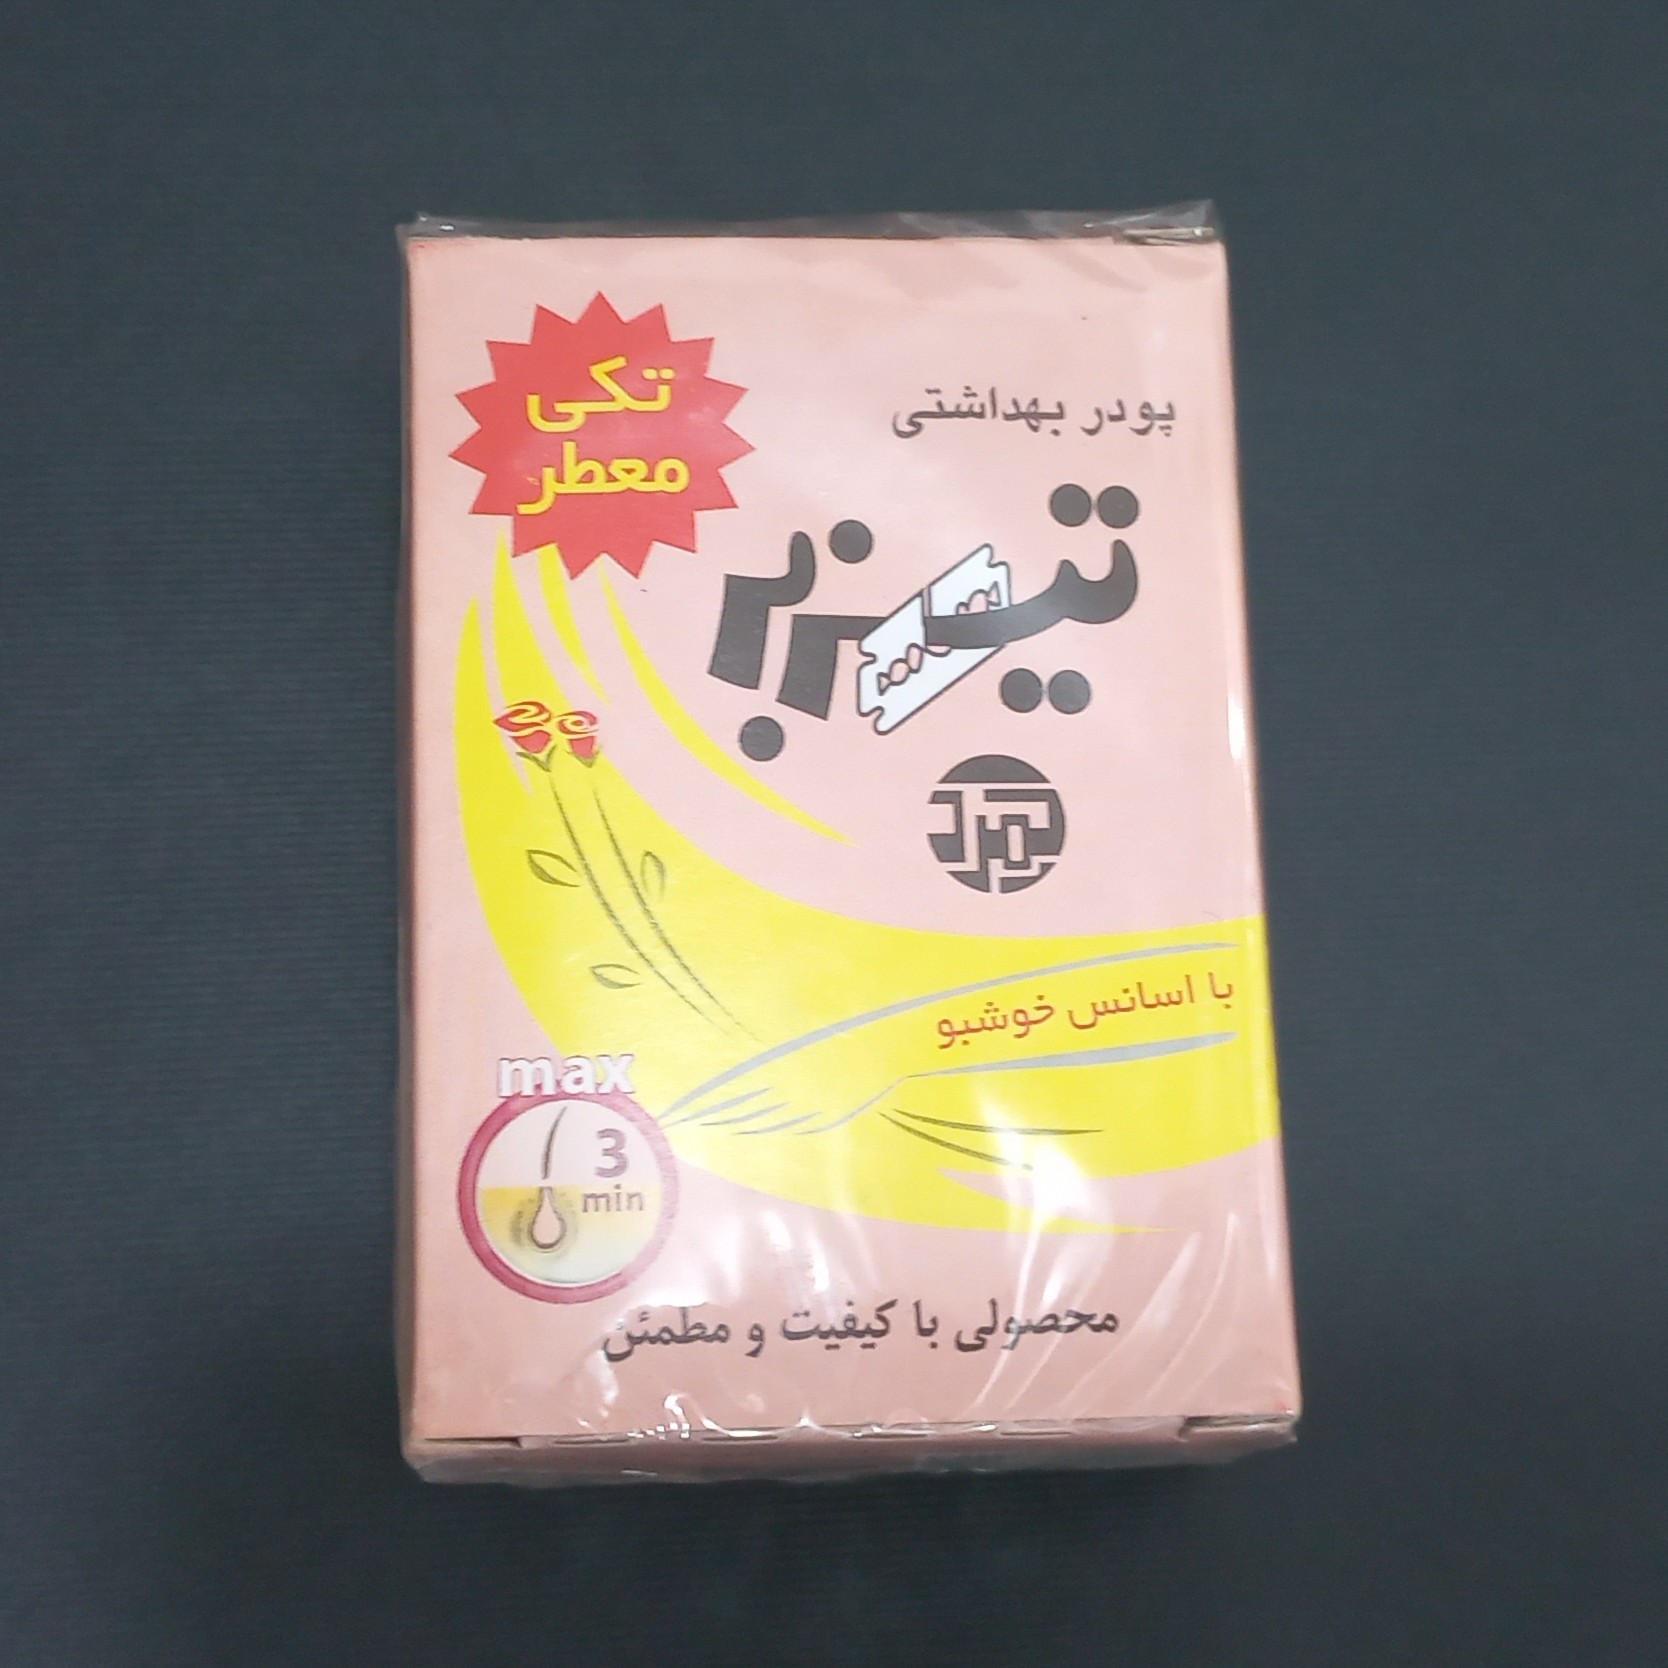 تکی
معطر
پودر بهداشتی
تیزبر
با اسانس خوشبو
max
3
min
محصولی با کیفیت و مطمئن